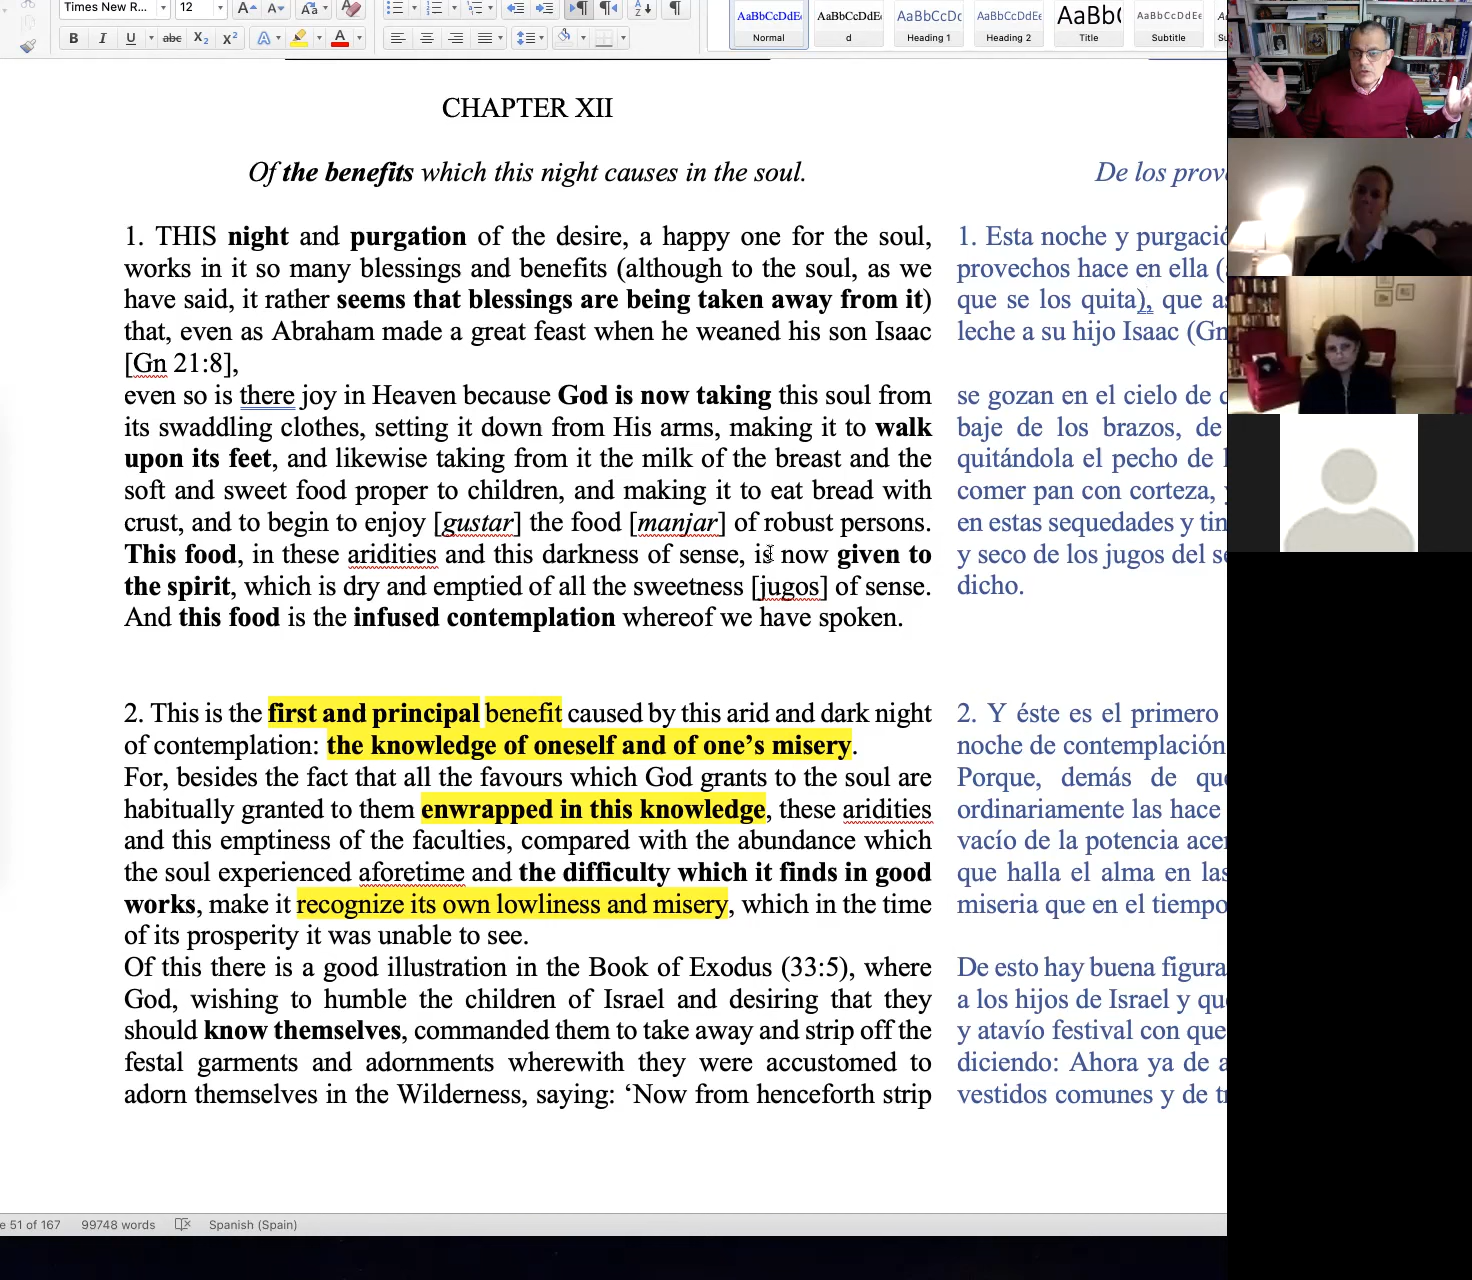 Times New R...
12
B I U abc X₂ X²
AaBbCcDdE
Normal
AaBbCcDdE
d
AaBbCcDc
Heading 1
AaBbCcDdE
Heading 2
AaBb(
Title
AaBbCcDdE
Subtitle
CHAPTER XII
Of the benefits which this night causes in the soul.
1. THIS night and purgation of the desire, a happy one for the soul,
works in it so many blessings and benefits (although to the soul, as we
have said, it rather seems that blessings are being taken away from it)
that, even as Abraham made a great feast when he weaned his son Isaac
[Gn 21:8],
even so is there joy in Heaven because God is now taking this soul from
its swaddling clothes, setting it down from His arms, making it to walk
upon its feet, and likewise taking from it the milk of the breast and the
soft and sweet food proper to children, and making it to eat bread with
crust, and to begin to enjoy [gustar] the food [manjar] of robust persons.
This food, in these aridities and this darkness of sense, is now given to
the spirit, which is dry and emptied of all the sweetness [jugos] of sense.
And this food is the infused contemplation whereof we have spoken.
2. This is the first and principal benefit caused by this arid and dark night
of contemplation: the knowledge of oneself and of one’s misery.
For, besides the fact that all the favours which God grants to the soul are
habitually granted to them enwrapped in this knowledge, these aridities
and this emptiness of the faculties, compared with the abundance which
the soul experienced aforetime and the difficulty which it finds in good
works, make it recognize its own lowliness and misery, which in the time
of its prosperity it was unable to see.
Of this there is a good illustration in the Book of Exodus (33:5), where
God, wishing to humble the children of Israel and desiring that they
should know themselves, commanded them to take away and strip off the
festal garments and adornments wherewith they were accustomed to
adorn themselves in the Wilderness, saying: ‘Now from henceforth strip
De los prov
1. Esta noche y purgació
provechos hace en ella (
que se los quita), que as
leche a su hijo Isaac (Gn
se gozan en el cielo de
baje de los brazos, de
quitándola el pecho de
comer pan con corteza,
en estas sequedades y tin
y seco de los jugos del se
dicho.
2. Y éste es el primero
noche de contemplación
Porque, demás de qu
ordinariamente las hace
vacío de la potencia ace
que halla el alma en las
miseria que en el tiempo
De esto hay buena figura
a los hijos de Israel y qu
y atavío festival con que
diciendo: Ahora ya de a
vestidos comunes y de t
e 51 of 167 99748 words Spanish (Spain)